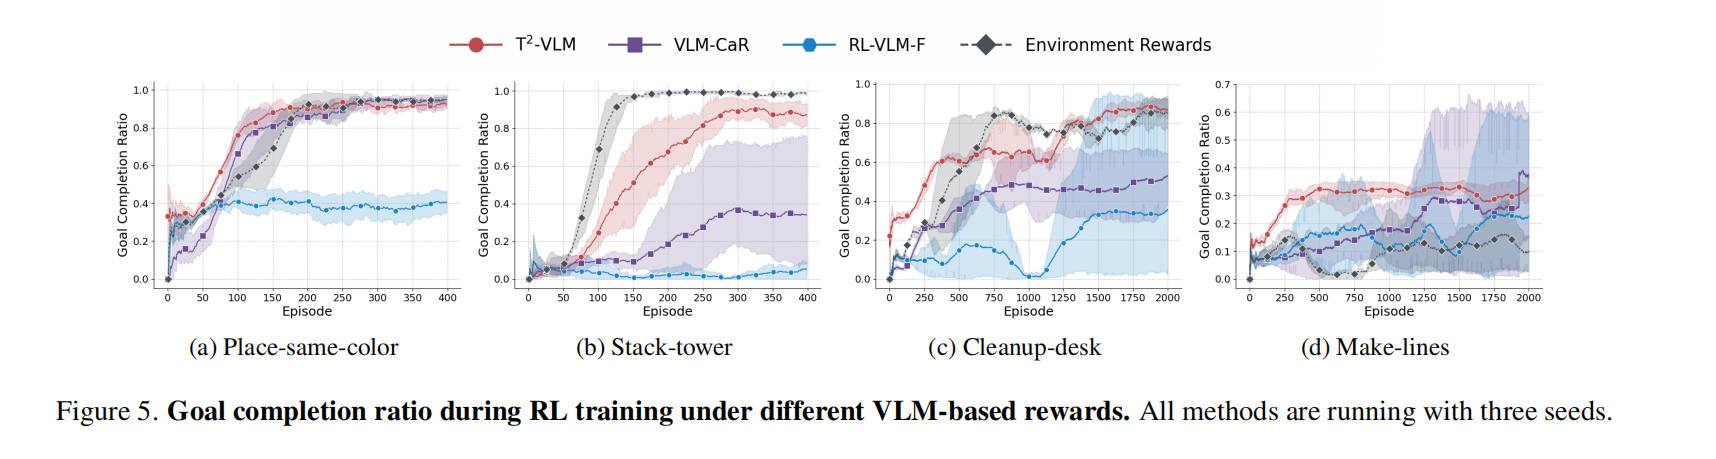 T²-VLM VLM-CaR RL-VLM-F Environment Rewards
Goal Completion Ratio
1.0
0.8
0.6
0.4
0.2
0.0
0 50 100 150 200 250 300 350 400
Episode
(a) Place-same-color
Goal Completion Ratio
1.0
0.8
0.6
0.4
0.2
0.0
0 50 100 150 200 250 300 350 400
Episode
(b) Stack-tower
Goal Completion Ratio
1.0
0.8
0.6
0.4
0.2
0.0
0 250 500 750 1000 1250 1500 1750 2000
Episode
(c) Cleanup-desk
Goal Completion Ratio
0.7
0.6
0.5
0.4
0.3
0.2
0.1
0.0
0 250 500 750 1000 1250 1500 1750 2000
Episode
(d) Make-lines
Figure 5. Goal completion ratio during RL training under different VLM-based rewards. All methods are running with three seeds.